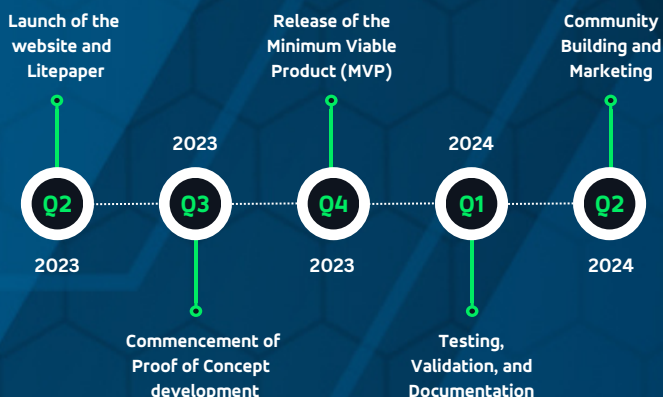 Launch of the
website and
Litepaper
Q2
2023
2023
Q3
Commencement of
Proof of Concept
development
Release of the
Minimum Viable
Product (MVP)
Q4
2023
2024
Q1
Testing,
Validation, and
Documentation
Community
Building and
Marketing
Q2
2024